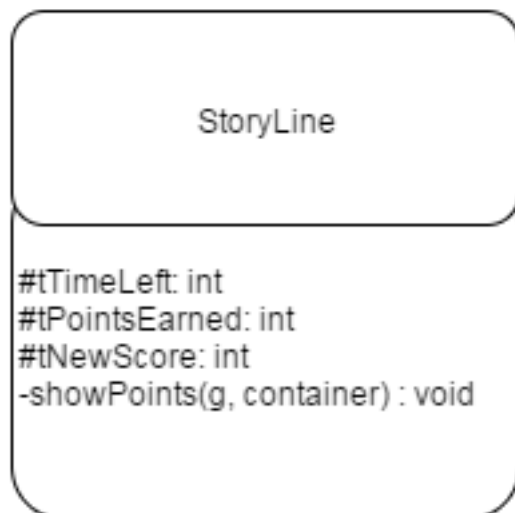 StoryLine
#tTimeLeft: int
#tPointsEarned: int
#tNewScore: int
-showPoints(g, container) : void